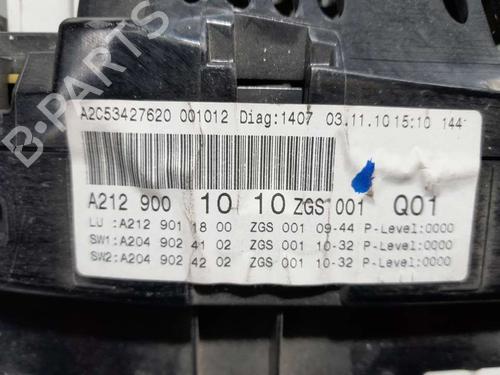 A2C53427620 001012 Diag:1407 03.11.10 15:10 144
A212 900 10 10 ZGS 001 Q01
LU :A212 901 18 00 ZGS 001 09-44 P-Level:0000
SW1:A204 902 41 02 ZGS 001 10-32 P-Level:0000
SW2:A204 902 42 02 ZGS 001 10-32 P-Level:0000
B-PARTS